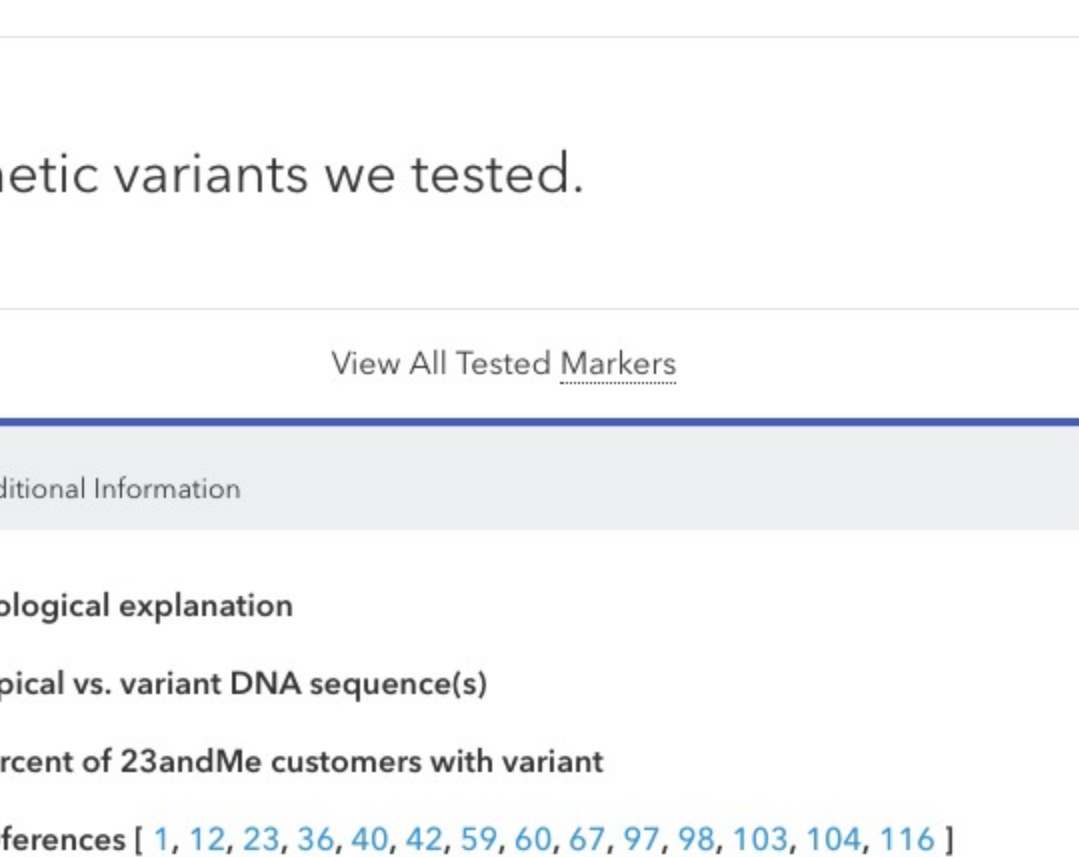 netic variants we tested.
View All Tested Markers
ditional Information
ological explanation
pical vs. variant DNA sequence(s)
rcent of 23andMe customers with variant
ferences [ 1, 12, 23, 36, 40, 42, 59, 60, 67, 97, 98, 103, 104, 116 ]